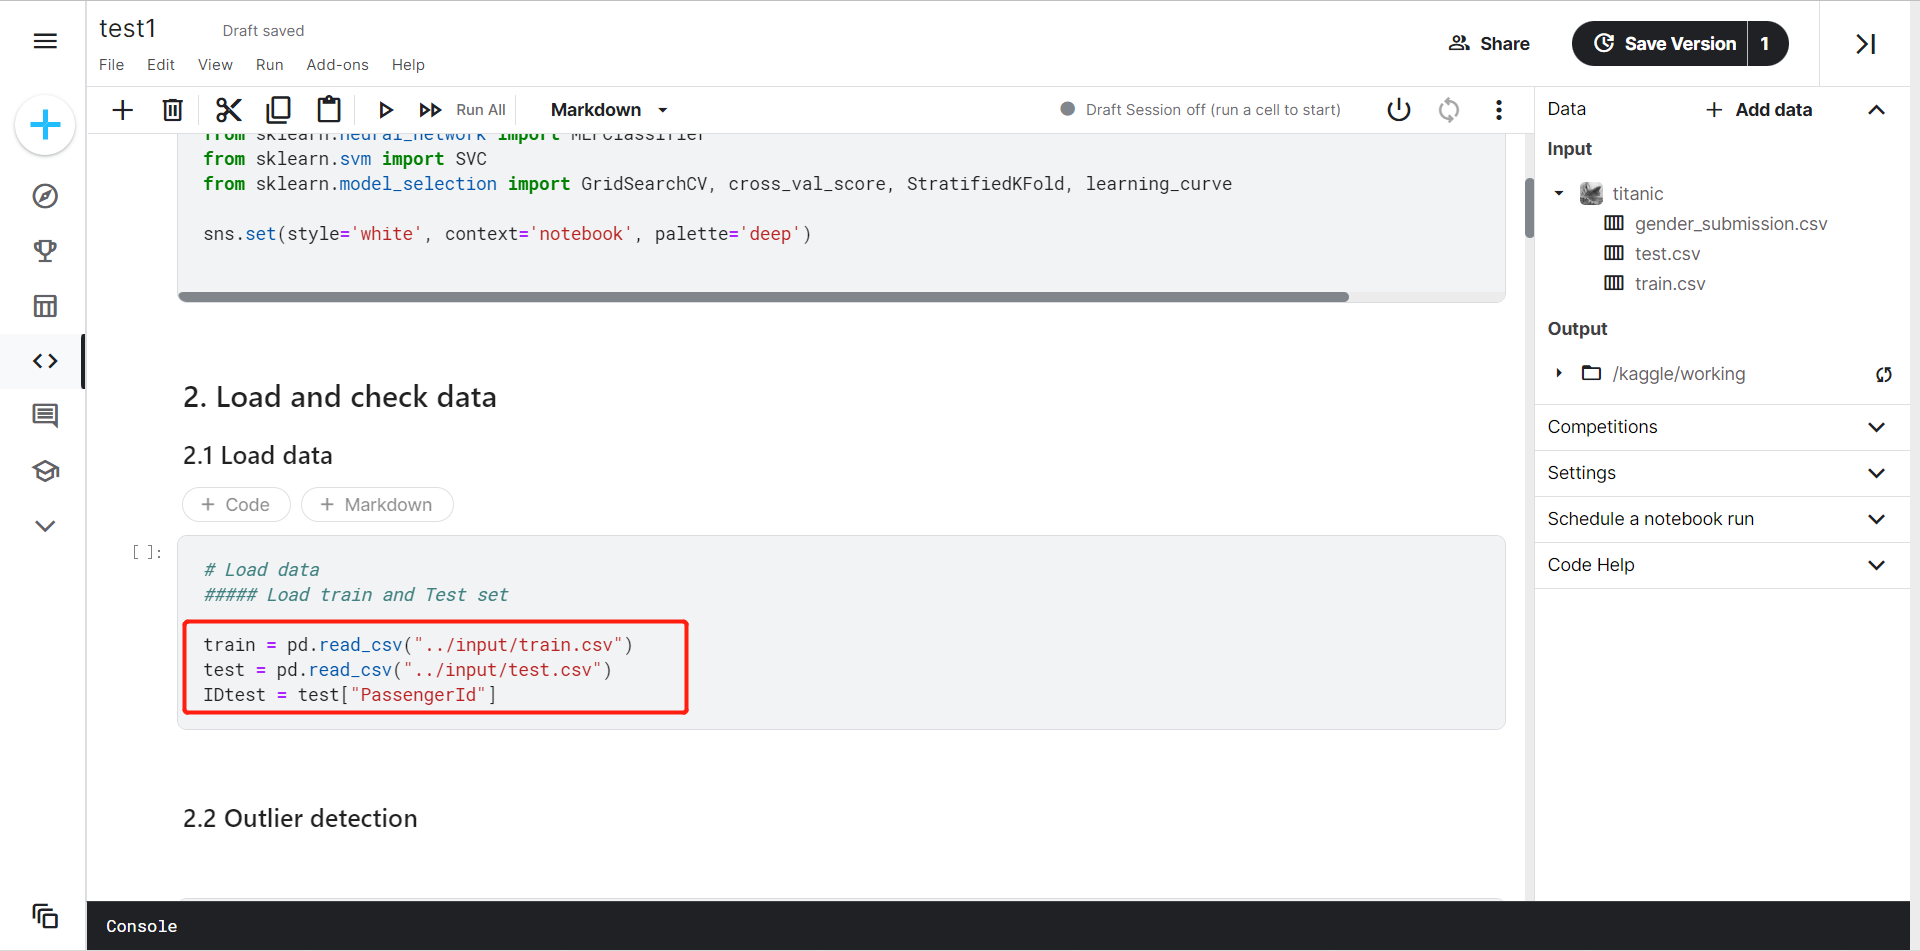 test1
Draft saved
File Edit View Run Add-ons Help
Share
Save Version 1
Run All
Markdown
Draft Session off (run a cell to start)
from sklearn.neural_network import MLPClassifier
from sklearn.svm import SVC
from sklearn.model_selection import GridSearchCV, cross_val_score, StratifiedKFold, learning_curve
sns.set(style='white', context='notebook', palette='deep')
2. Load and check data
2.1 Load data
+ Code + Markdown
[ ]:
# Load data
##### Load train and Test set
train = pd.read_csv("../input/train.csv")
test = pd.read_csv("../input/test.csv")
IDtest = test["PassengerId"]
2.2 Outlier detection
Console
Data
+ Add data
Input
titanic
gender_submission.csv
test.csv
train.csv
Output
/kaggle/working
Competitions
Settings
Schedule a notebook run
Code Help